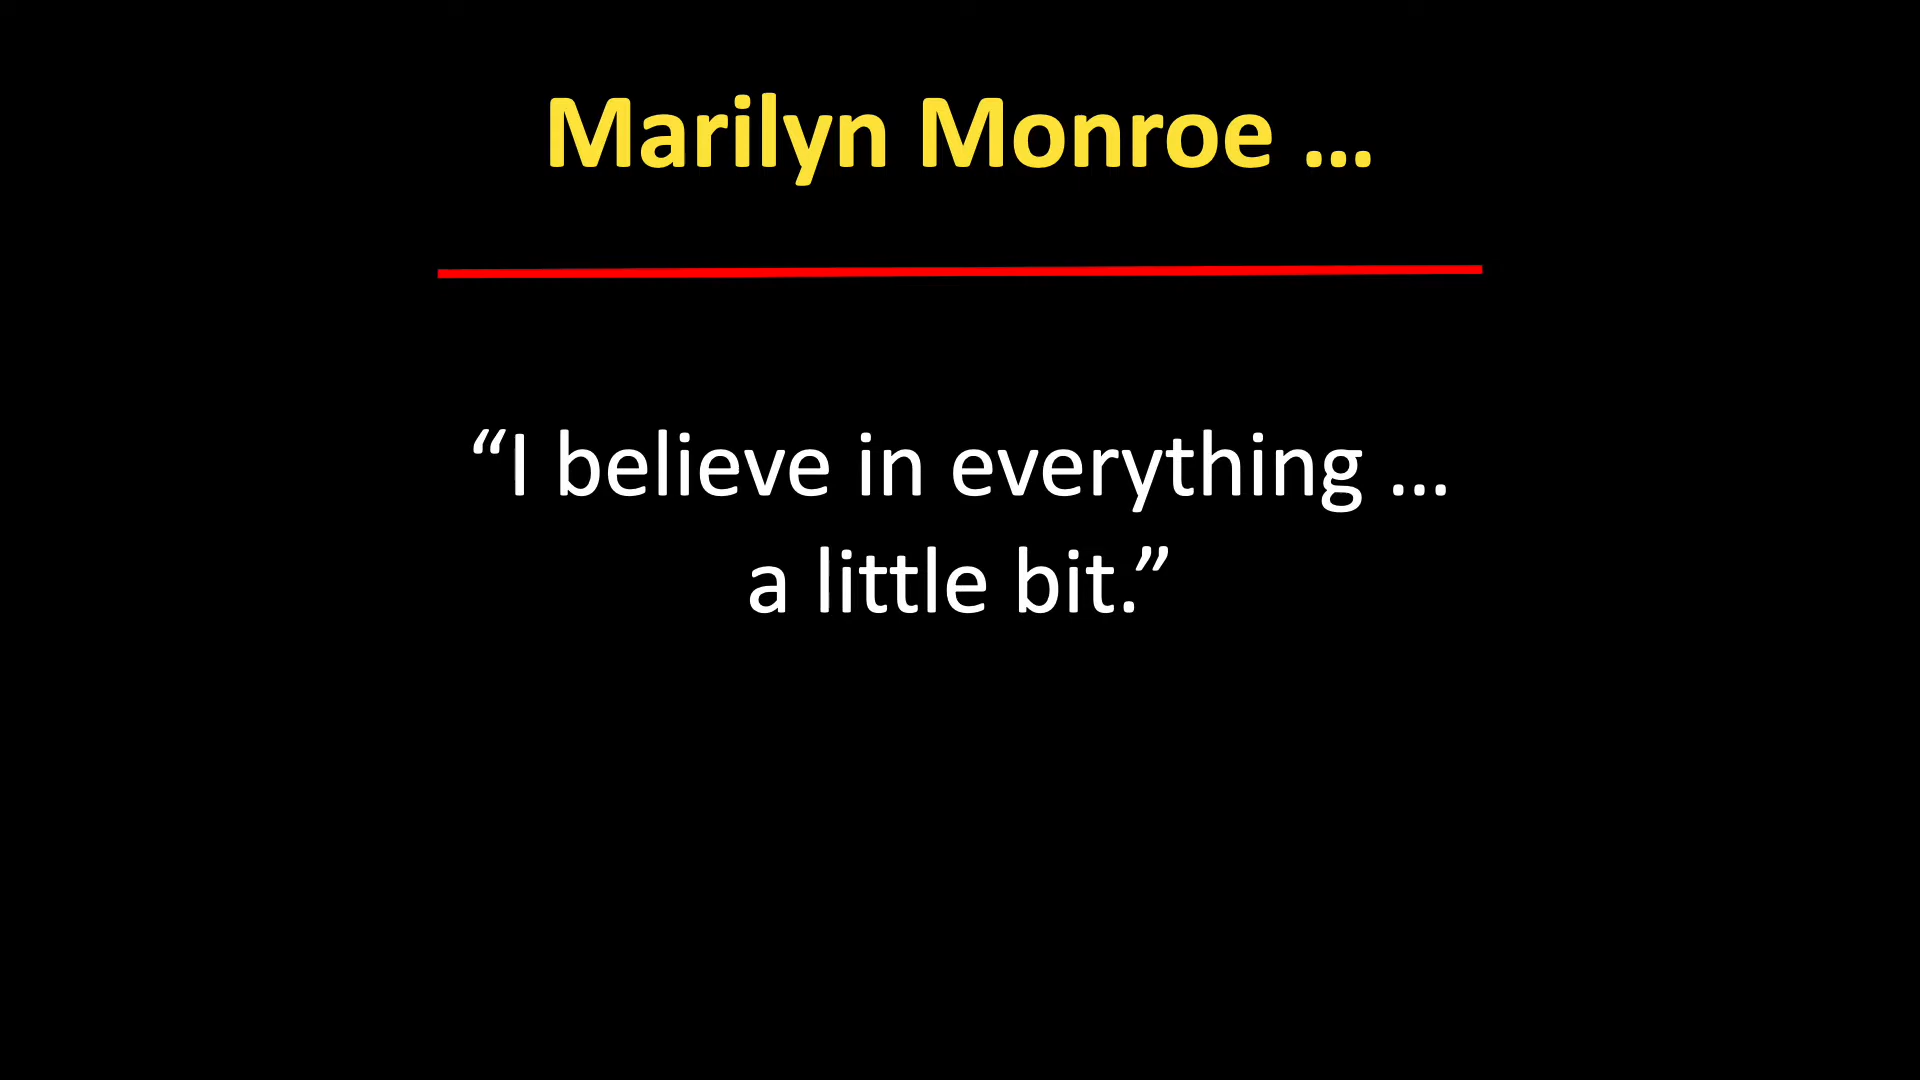 Marilyn Monroe …
“I believe in everything …
a little bit.”